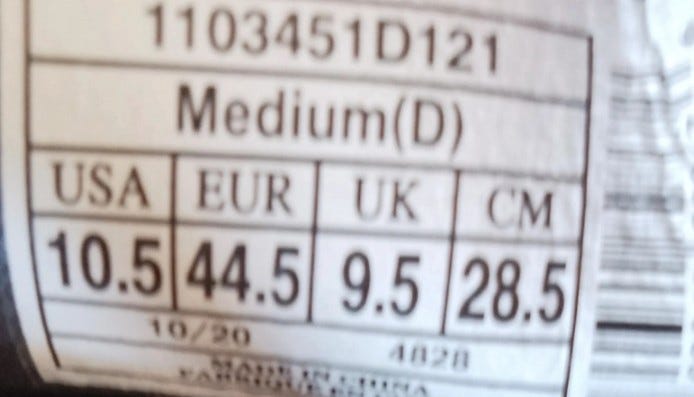 1103451D121
Medium(D)
USA EUR UK CM
10.5 44.5 9.5 28.5
10/20 4828
MADE IN CHINA